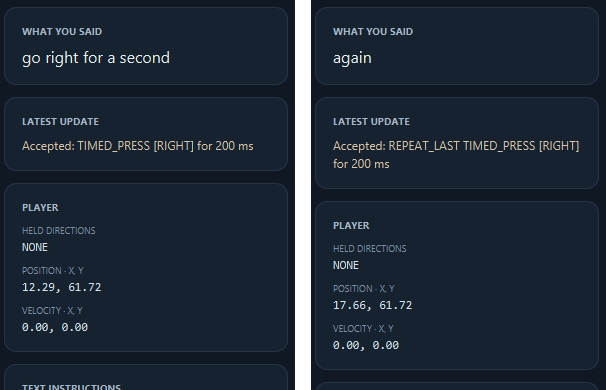 WHAT YOU SAID
go right for a second
LATEST UPDATE
Accepted: TIMED_PRESS [RIGHT] for 200 ms
PLAYER
HELD DIRECTIONS
NONE
POSITION · X, Y
12.29, 61.72
VELOCITY · X, Y
0.00, 0.00
TEXT INSTRUCTIONS
WHAT YOU SAID
again
LATEST UPDATE
Accepted: REPEAT_LAST TIMED_PRESS [RIGHT]
for 200 ms
PLAYER
HELD DIRECTIONS
NONE
POSITION · X, Y
17.66, 61.72
VELOCITY · X, Y
0.00, 0.00